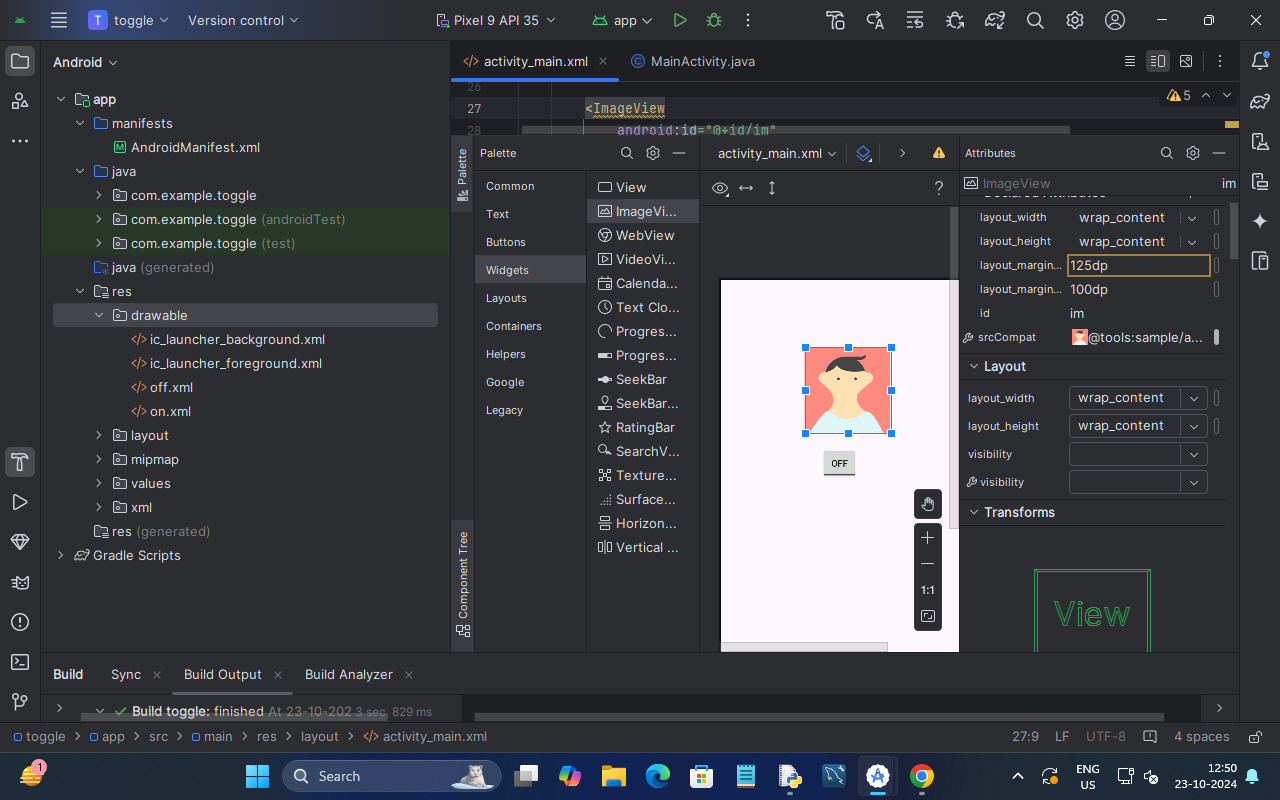 T toggle Version control Pixel 9 API 35 app
Android
app
manifests
AndroidManifest.xml
java
com.example.toggle
com.example.toggle (androidTest)
com.example.toggle (test)
java (generated)
res
drawable
ic_launcher_background.xml
ic_launcher_foreground.xml
off.xml
on.xml
layout
mipmap
values
xml
res (generated)
Gradle Scripts
activity_main.xml MainActivity.java
26
27 <ImageView
28 android:id="@+id/im"
5
Palette
Component Tree
Palette
Common
Text
Buttons
Widgets
Layouts
Containers
Helpers
Google
Legacy
View
ImageVi...
WebView
VideoVi...
Calenda...
Text Clo...
Progres...
Progres...
SeekBar
SeekBar...
RatingBar
SearchV...
Texture...
Surface...
Horizon...
Vertical ...
activity_main.xml
?
OFF
1:1
Attributes
ImageView im
layout_width wrap_content
layout_height wrap_content
layout_margin... 125dp
layout_margin... 100dp
id im
srcCompat @tools:sample/a...
Layout
layout_width wrap_content
layout_height wrap_content
visibility
visibility
Transforms
View
Build Sync Build Output Build Analyzer
Build toggle: finished At 23-10-202 3 sec, 829 ms
toggle > app > src > main > res > layout > activity_main.xml 27:9 LF UTF-8 4 spaces
1 Search ENG
US
12:50
23-10-2024